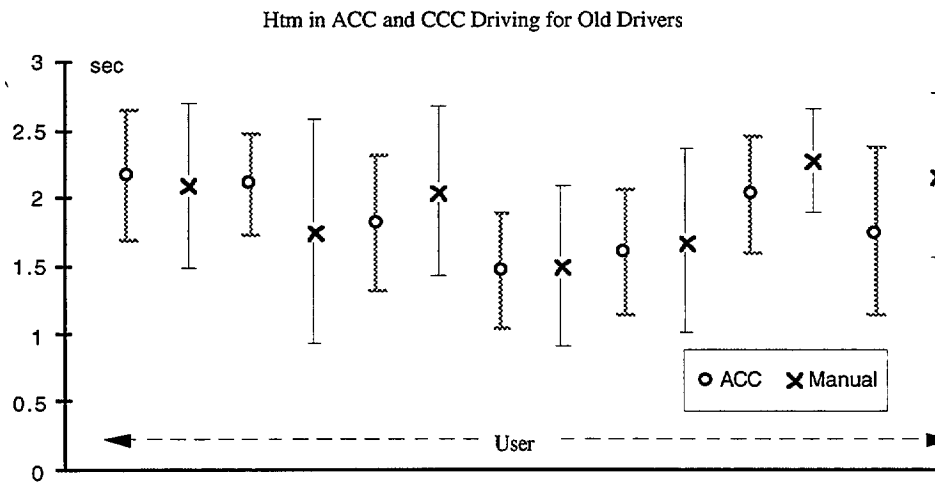 Htm in ACC and CCC Driving for Old Drivers
3
sec
2.5
2
1.5
1
ACC Manual
0.5
User
0